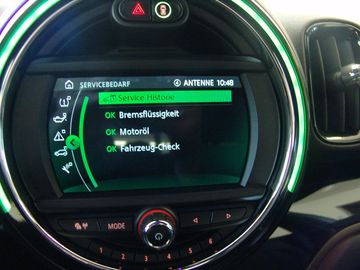 SERVICEBEDARF
ANTENNE 10:48
Service Historie
OK Bremsflüssigkeit
OK Motoröl
OK Fahrzeug-Check
MODE
1 2 3 4 5 6